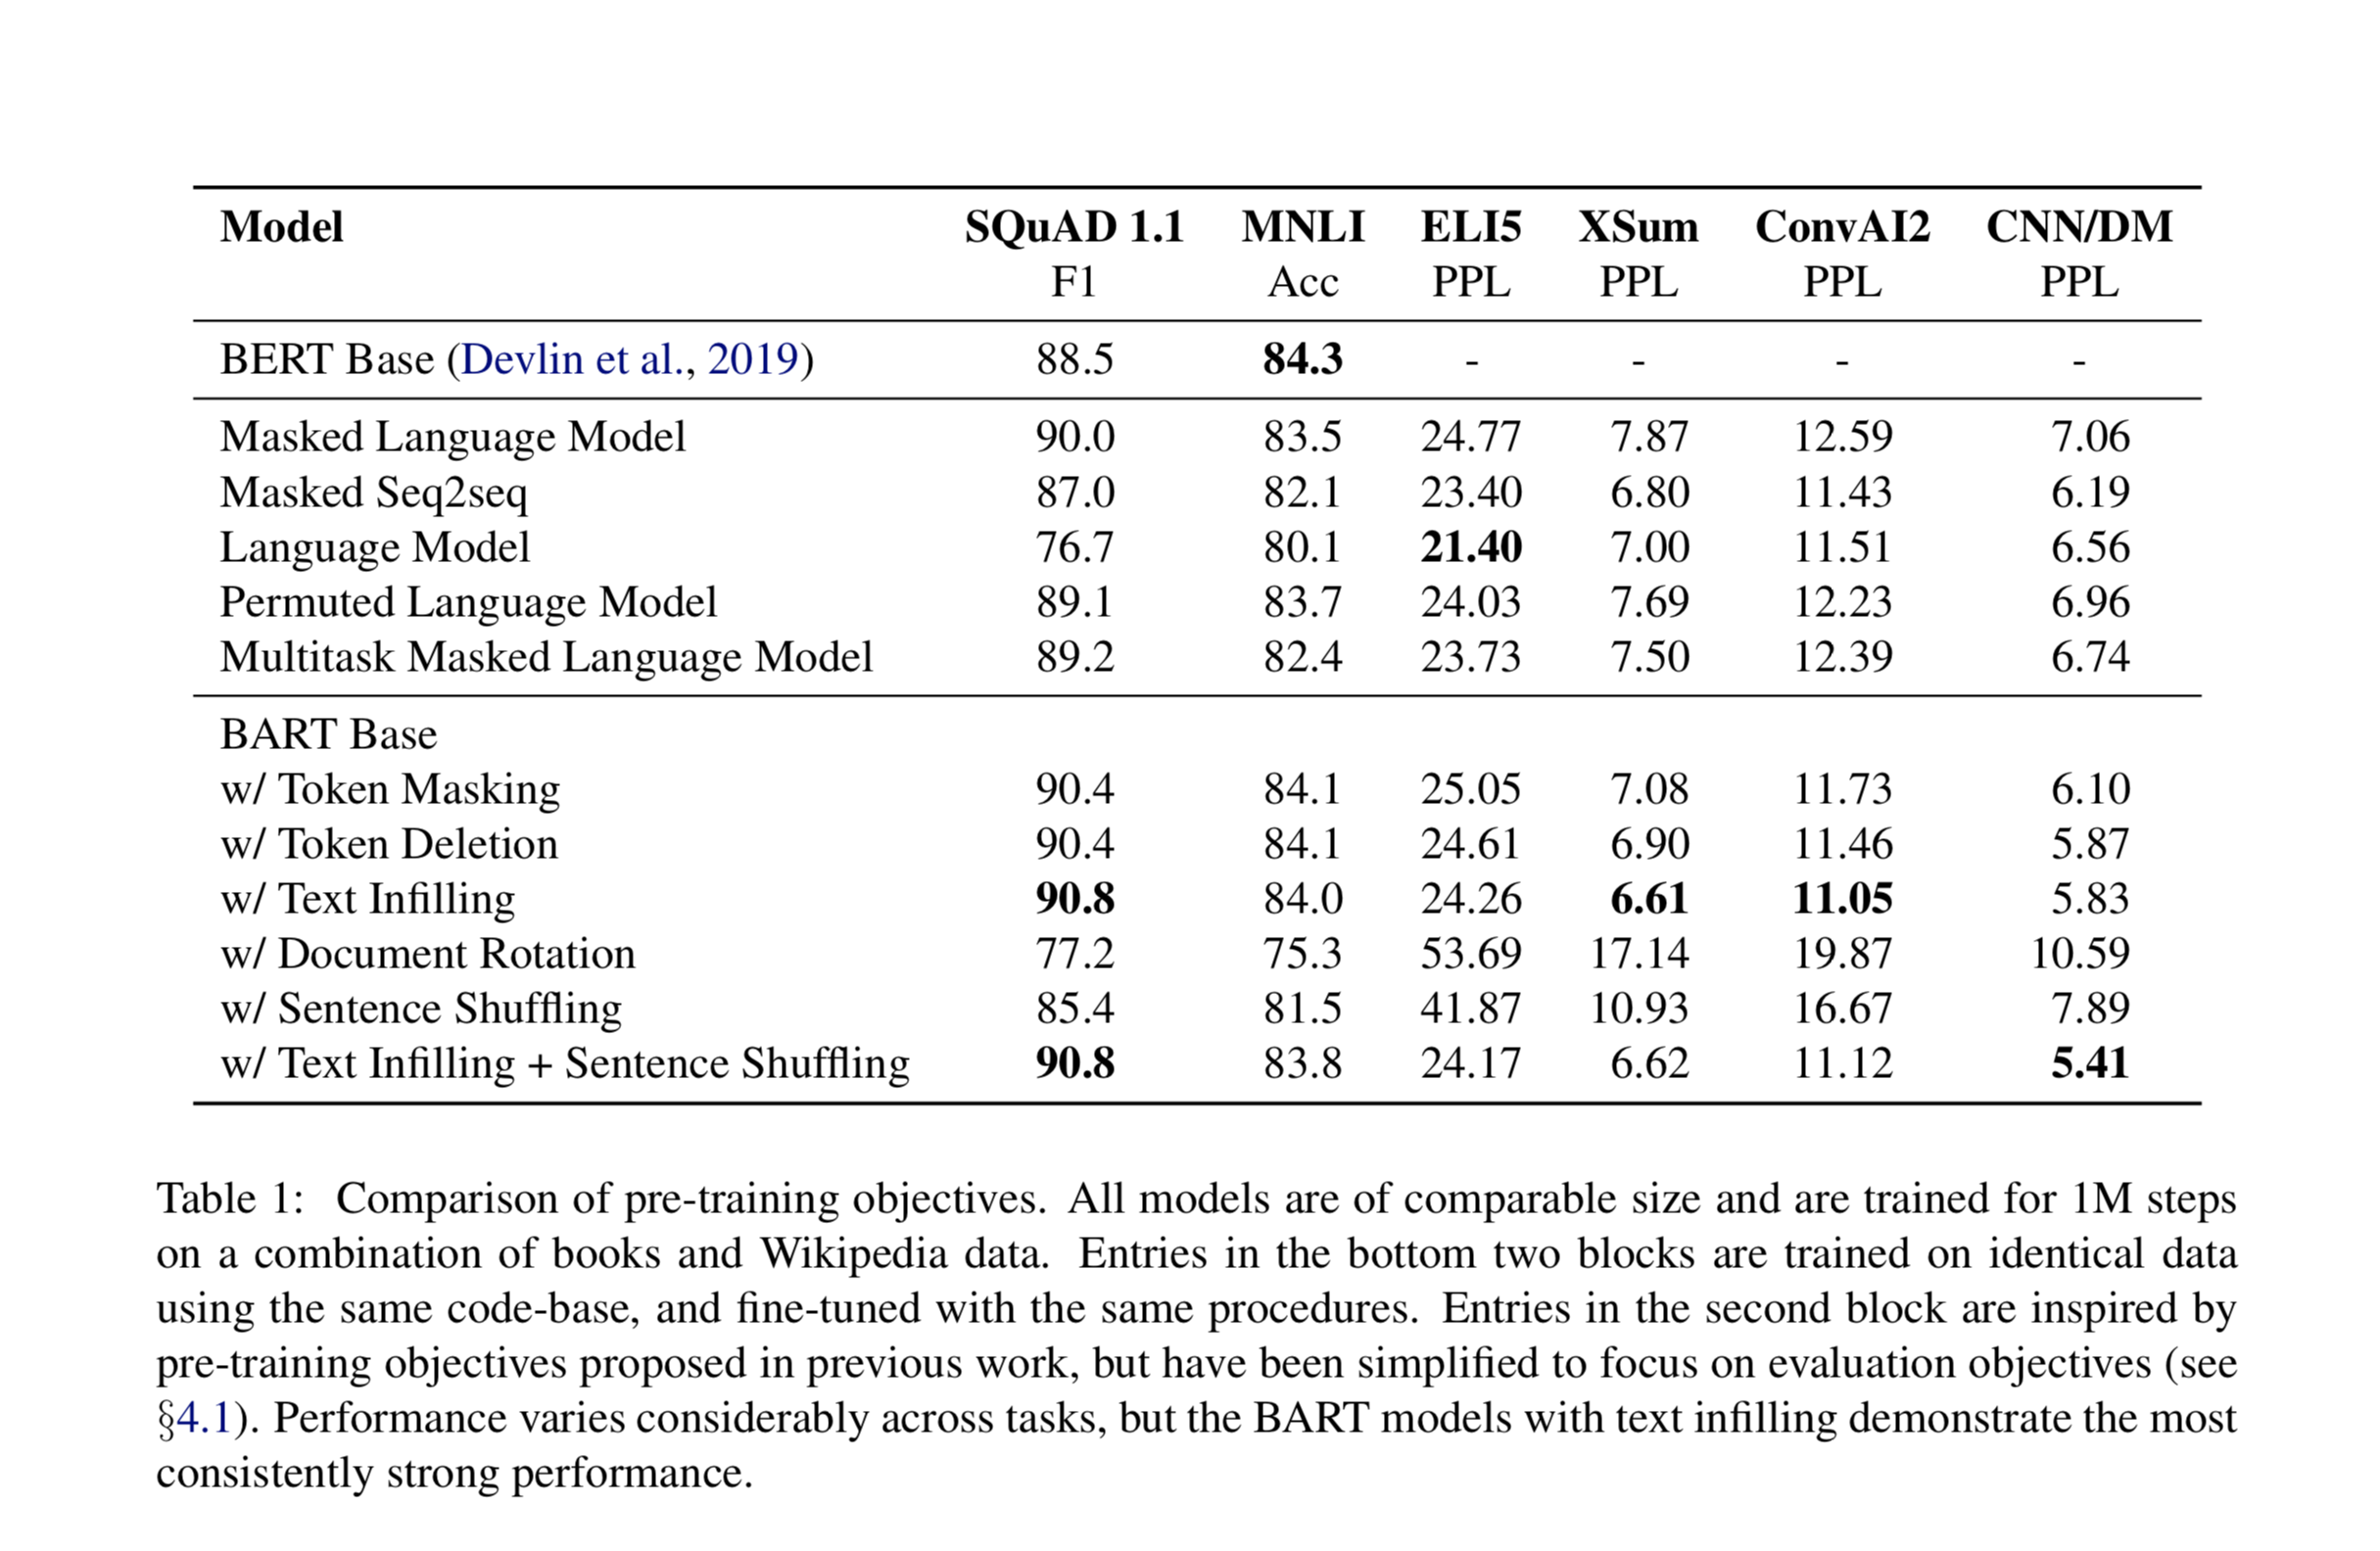 Model SQuAD 1.1 MNLI ELI5 XSum ConvAI2 CNN/DM
F1 Acc PPL PPL PPL PPL
BERT Base (Devlin et al., 2019) 88.5 84.3 - - - -
Masked Language Model 90.0 83.5 24.77 7.87 12.59 7.06
Masked Seq2seq 87.0 82.1 23.40 6.80 11.43 6.19
Language Model 76.7 80.1 21.40 7.00 11.51 6.56
Permuted Language Model 89.1 83.7 24.03 7.69 12.23 6.96
Multitask Masked Language Model 89.2 82.4 23.73 7.50 12.39 6.74
BART Base
w/ Token Masking 90.4 84.1 25.05 7.08 11.73 6.10
w/ Token Deletion 90.4 84.1 24.61 6.90 11.46 5.87
w/ Text Infilling 90.8 84.0 24.26 6.61 11.05 5.83
w/ Document Rotation 77.2 75.3 53.69 17.14 19.87 10.59
w/ Sentence Shuffling 85.4 81.5 41.87 10.93 16.67 7.89
w/ Text Infilling + Sentence Shuffling 90.8 83.8 24.17 6.62 11.12 5.41
Table 1: Comparison of pre-training objectives. All models are of comparable size and are trained for 1M steps
on a combination of books and Wikipedia data. Entries in the bottom two blocks are trained on identical data
using the same code-base, and fine-tuned with the same procedures. Entries in the second block are inspired by
pre-training objectives proposed in previous work, but have been simplified to focus on evaluation objectives (see
§4.1). Performance varies considerably across tasks, but the BART models with text infilling demonstrate the most
consistently strong performance.